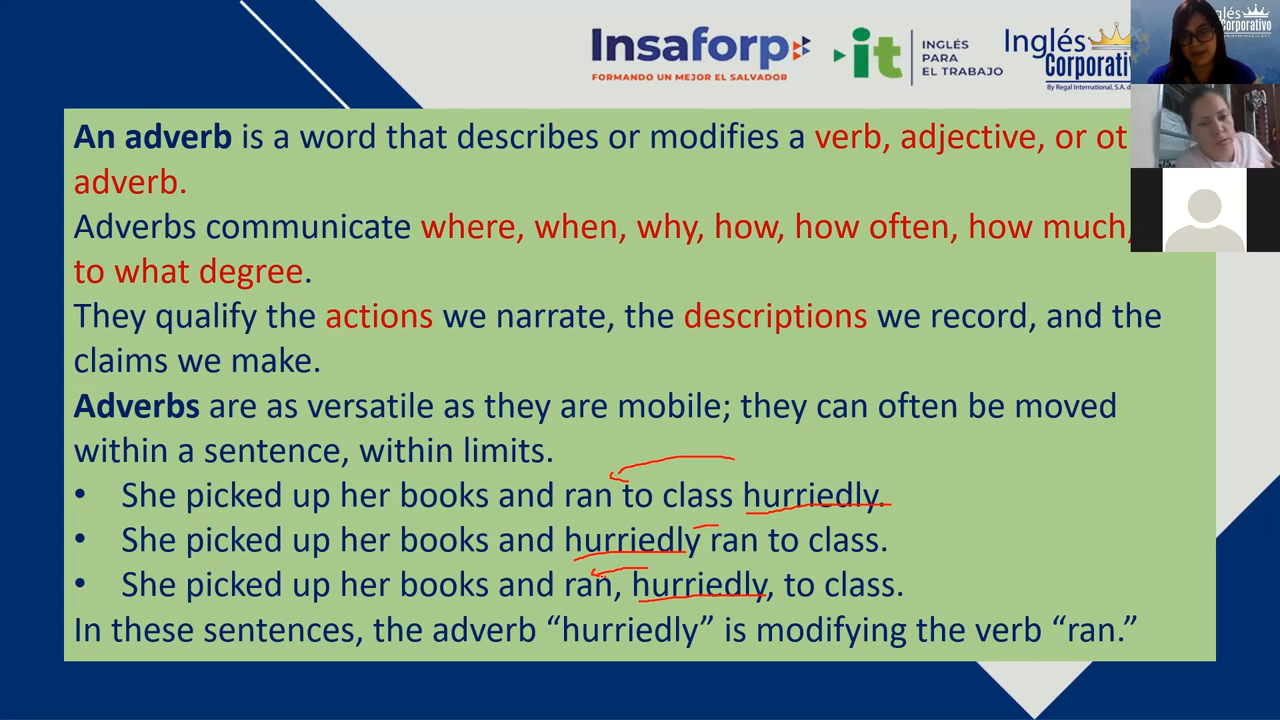 Insaforp
FORMANDO UN MEJOR EL SALVADOR
it
INGLÉS
PARA
EL TRABAJO
Inglés
Corporativ
By Regal International, S.A. d
glés
orporativo
An adverb is a word that describes or modifies a verb, adjective, or ot
adverb.
Adverbs communicate where, when, why, how, how often, how much,
to what degree.
They qualify the actions we narrate, the descriptions we record, and the
claims we make.
Adverbs are as versatile as they are mobile; they can often be moved
within a sentence, within limits.
• She picked up her books and ran to class hurriedly.
• She picked up her books and hurriedly ran to class.
• She picked up her books and ran, hurriedly, to class.
In these sentences, the adverb “hurriedly” is modifying the verb “ran.”